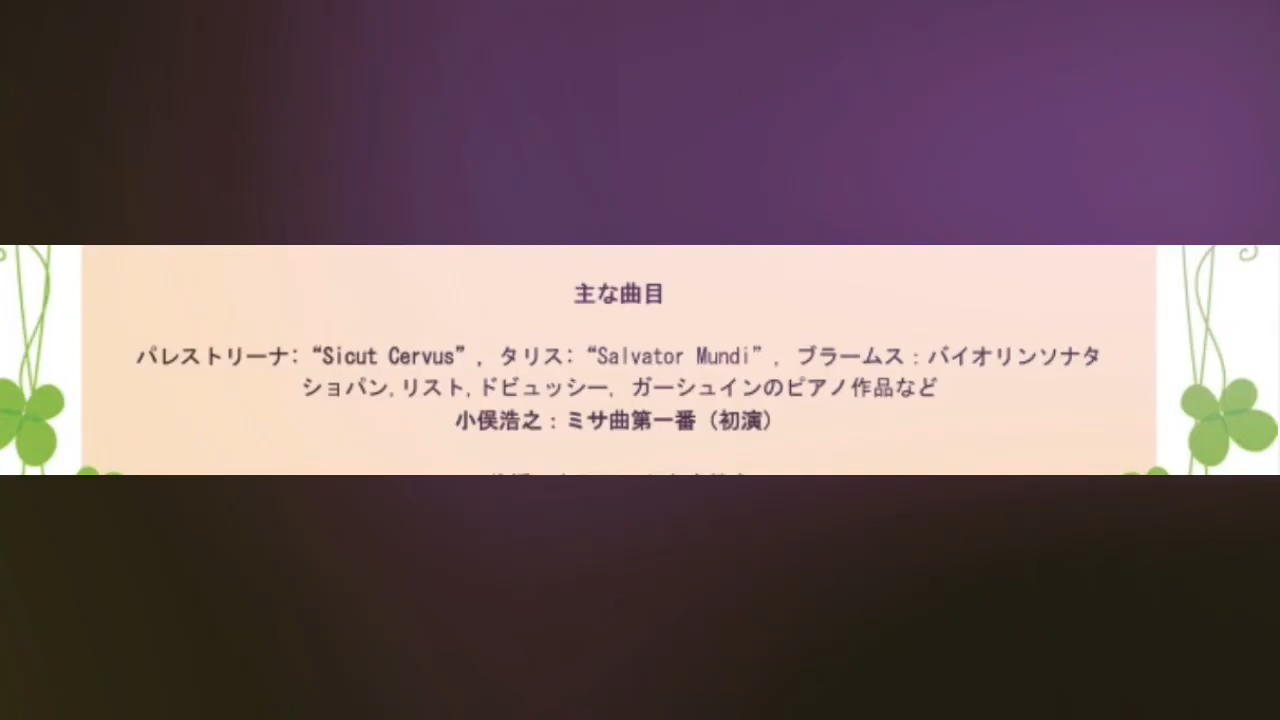 主な曲目
パレストリーナ: “Sicut Cervus”, タリス: “Salvator Mundi”, ブラームス：バイオリンソナタ
ショパン, リスト, ドビュッシー, ガーシュインのピアノ作品など
小俣浩之：ミサ曲第一番（初演）